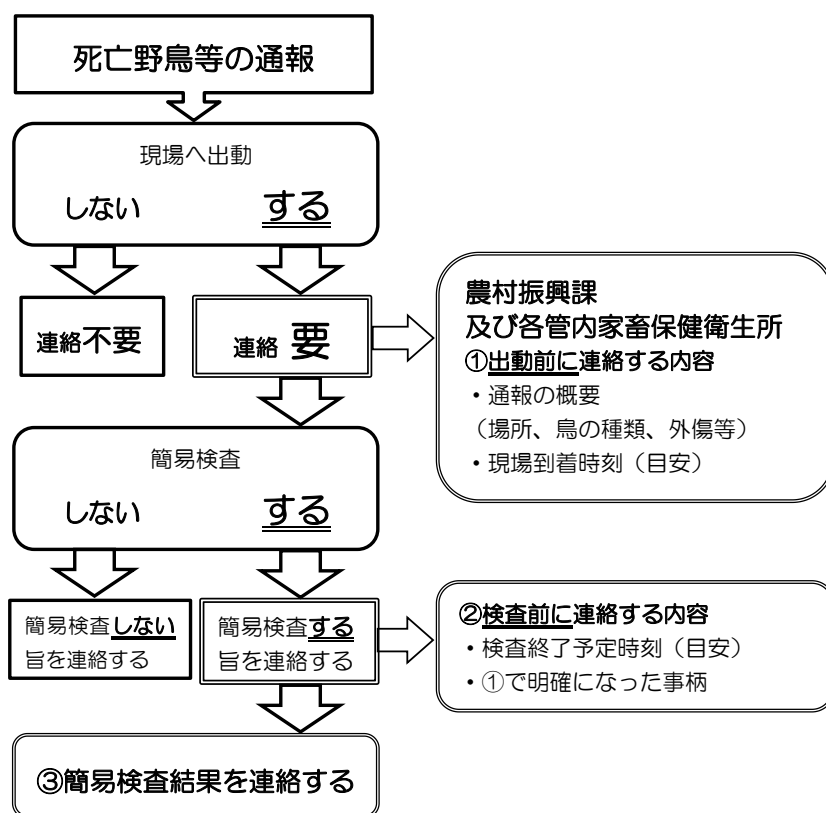 死亡野鳥等の通報
現場へ出動
しない する
連絡不要
連絡 要
農村振興課
及び各管内家畜保健衛生所
①出動前に連絡する内容
・通報の概要
（場所、鳥の種類、外傷等）
・現場到着時刻（目安）
簡易検査
しない する
簡易検査しない
旨を連絡する
簡易検査する
旨を連絡する
②検査前に連絡する内容
・検査終了予定時刻（目安）
・①で明確になった事柄
③簡易検査結果を連絡する